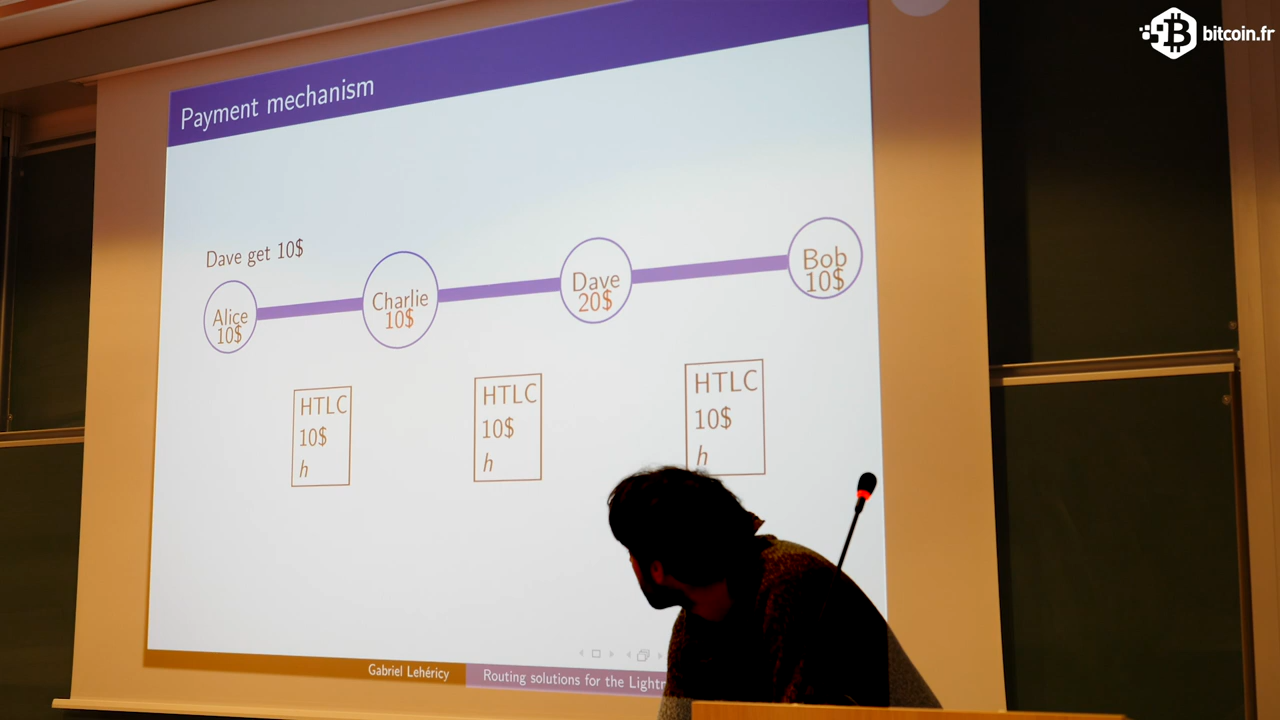 bitcoin.fr
Payment mechanism
Dave get 10$
Alice
10$
Charlie
10$
Dave
20$
Bob
10$
HTLC
10$
h
HTLC
10$
h
HTLC
10$
h
Gabriel Lehéricy
Routing solutions for the